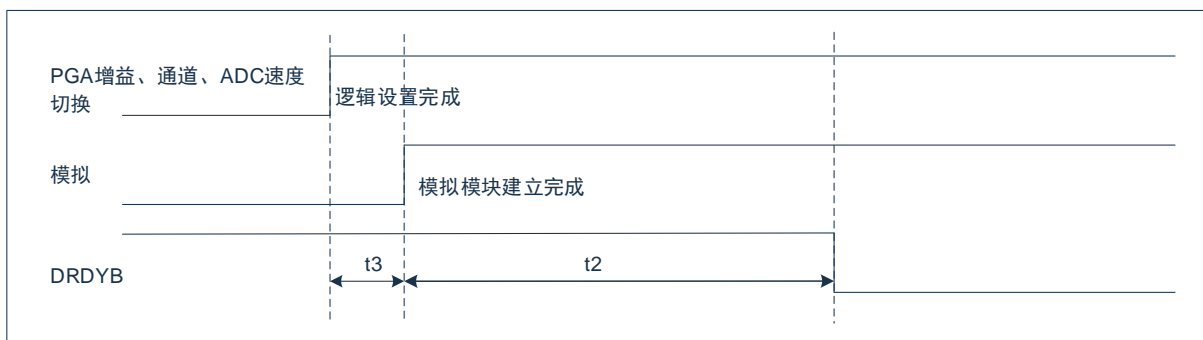 PGA增益、通道、ADC速度
切换
逻辑设置完成
模拟
模拟模块建立完成
DRDYB
t3
t2